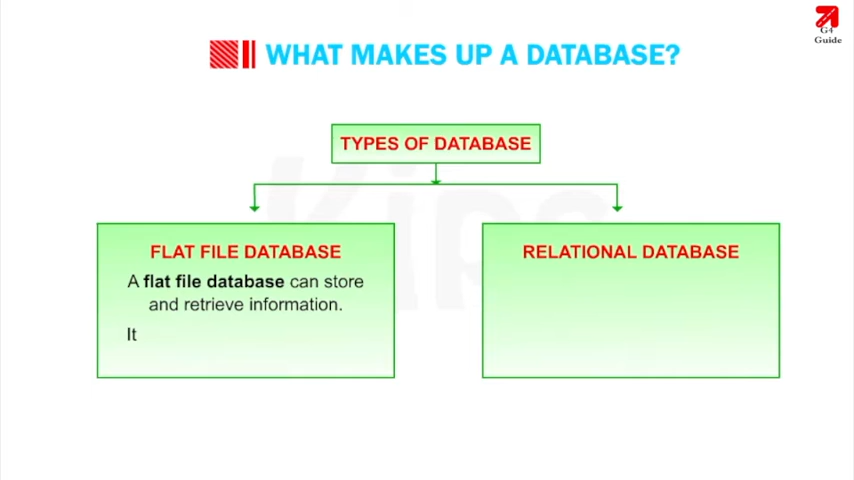 G4
Guide
WHAT MAKES UP A DATABASE?
TYPES OF DATABASE
FLAT FILE DATABASE
A flat file database can store
and retrieve information.
It
RELATIONAL DATABASE
Kips